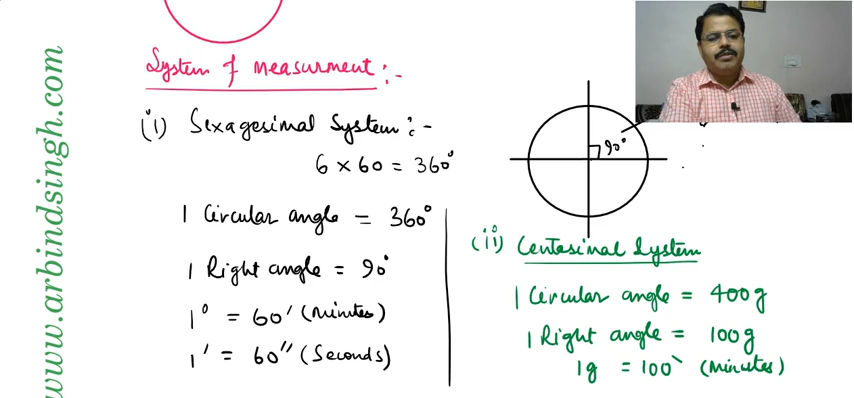 www.arbindsingh.com
System of measurment :-
(i) Sexagesimal System :-
6 × 60 = 360°
1 Circular angle = 360°
1 Right angle = 90°
1° = 60′ (Minutes)
1′ = 60″ (Seconds)
90°
(ii) Centasimal System
1 Circular angle = 400g
1 Right angle = 100g
1g = 100‵ (Minutes)